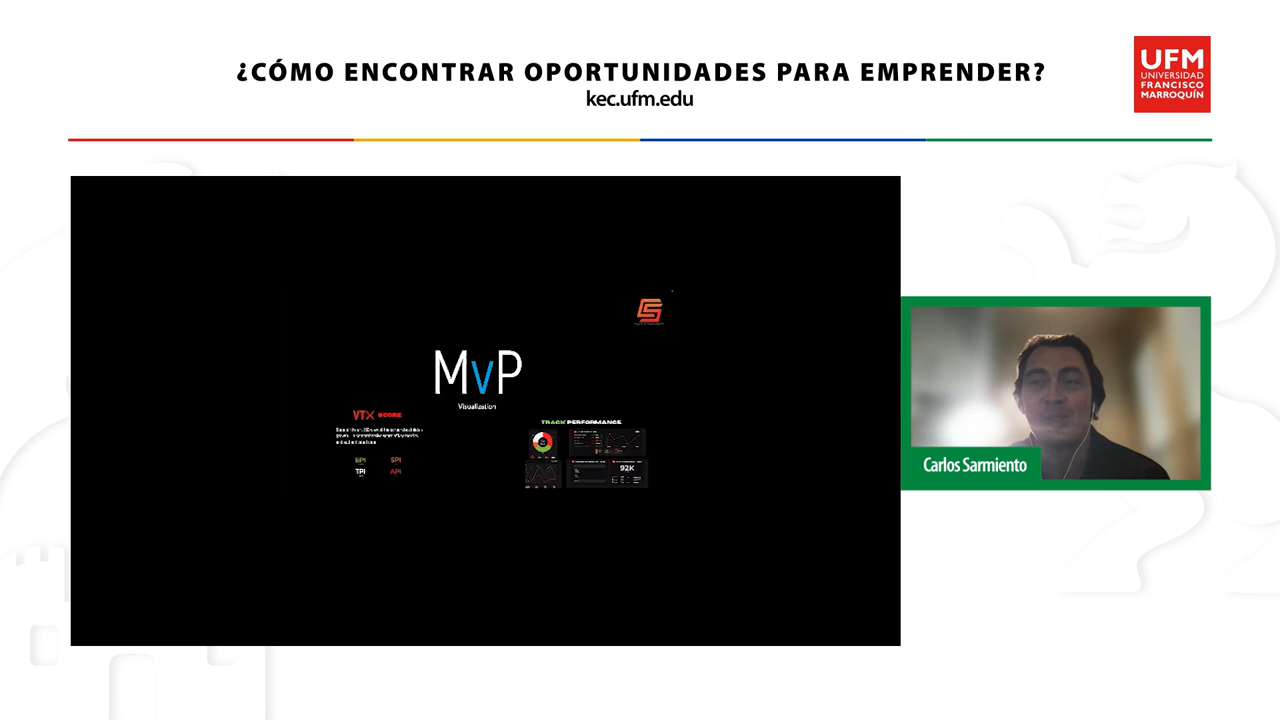 ¿CÓMO ENCONTRAR OPORTUNIDADES PARA EMPRENDER?
kec.ufm.edu
UFM
UNIVERSIDAD
FRANCISCO
MARROQUÍN
MvP
Visualization
VTX SCORE
TRACK PERFORMANCE
BPI
SPI
TPI
API
92K
Carlos Sarmiento